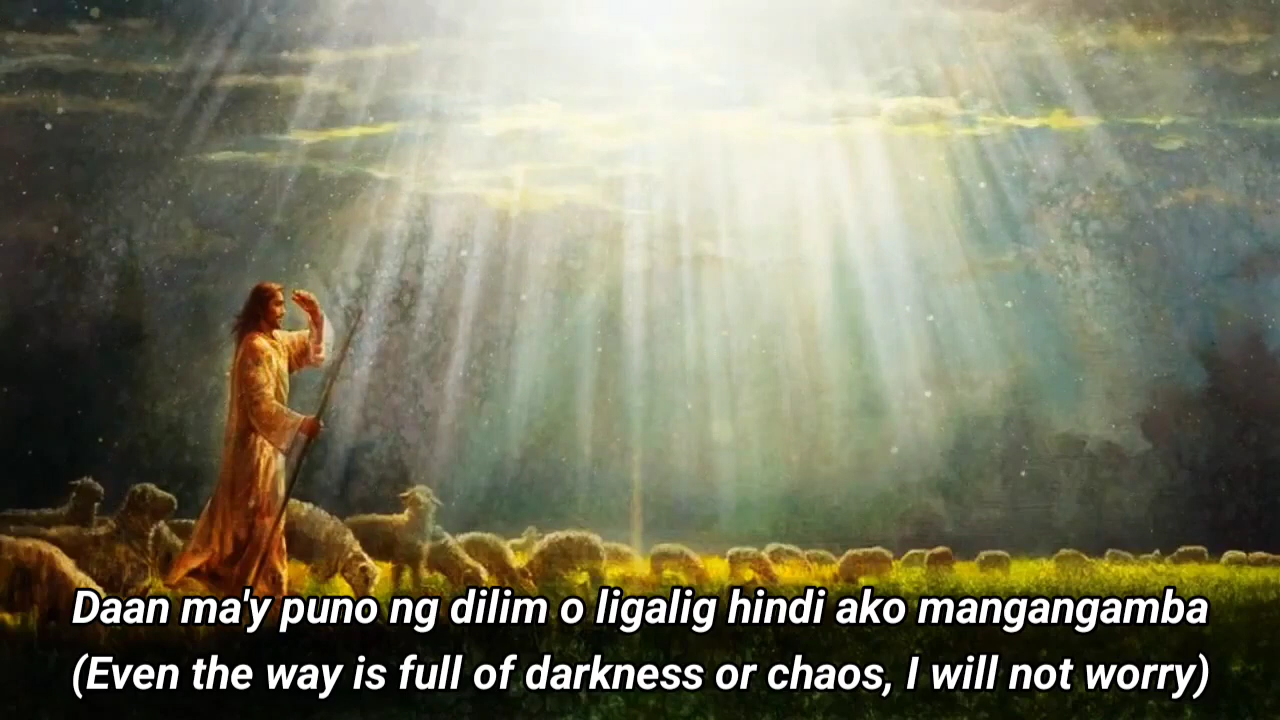 Daan ma'y puno ng dilim o ligalig hindi ako mangangamba
(Even the way is full of darkness or chaos, I will not worry)